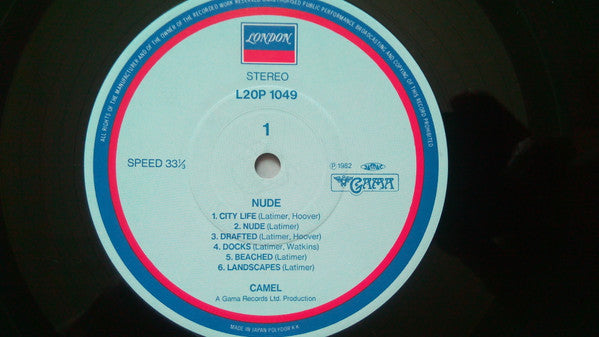 ALL RIGHTS OF THE MANUFACTURER AND OF THE OWNER OF THE RECORDED WORK RESERVED UNAUTHORISED PUBLIC PERFORMANCE BROADCASTING AND COPYING OF THIS RECORD PROHIBITED
LONDON
STEREO
L20P 1049
1
SPEED 33⅓
Ⓟ 1982
GAMA
NUDE
1. CITY LIFE (Latimer, Hoover)
2. NUDE (Latimer)
3. DRAFTED (Latimer, Hoover)
4. DOCKS (Latimer, Watkins)
5. BEACHED (Latimer)
6. LANDSCAPES (Latimer)
CAMEL
A Gama Records Ltd. Production
MADE IN JAPAN POLYDOR K.K.